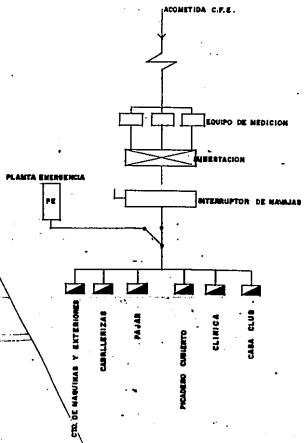 ACOMETIDA C.F.E.
EQUIPO DE MEDICION
SUBESTACION
PLANTA EMERGENCIA
PE
INTERRUPTOR DE NAVAJAS
CTO. DE MAQUINAS Y EXTERIORES
CABALLERIZAS
PAJAR
PICADERO CUBIERTO
CLINICA
CASA CLUB